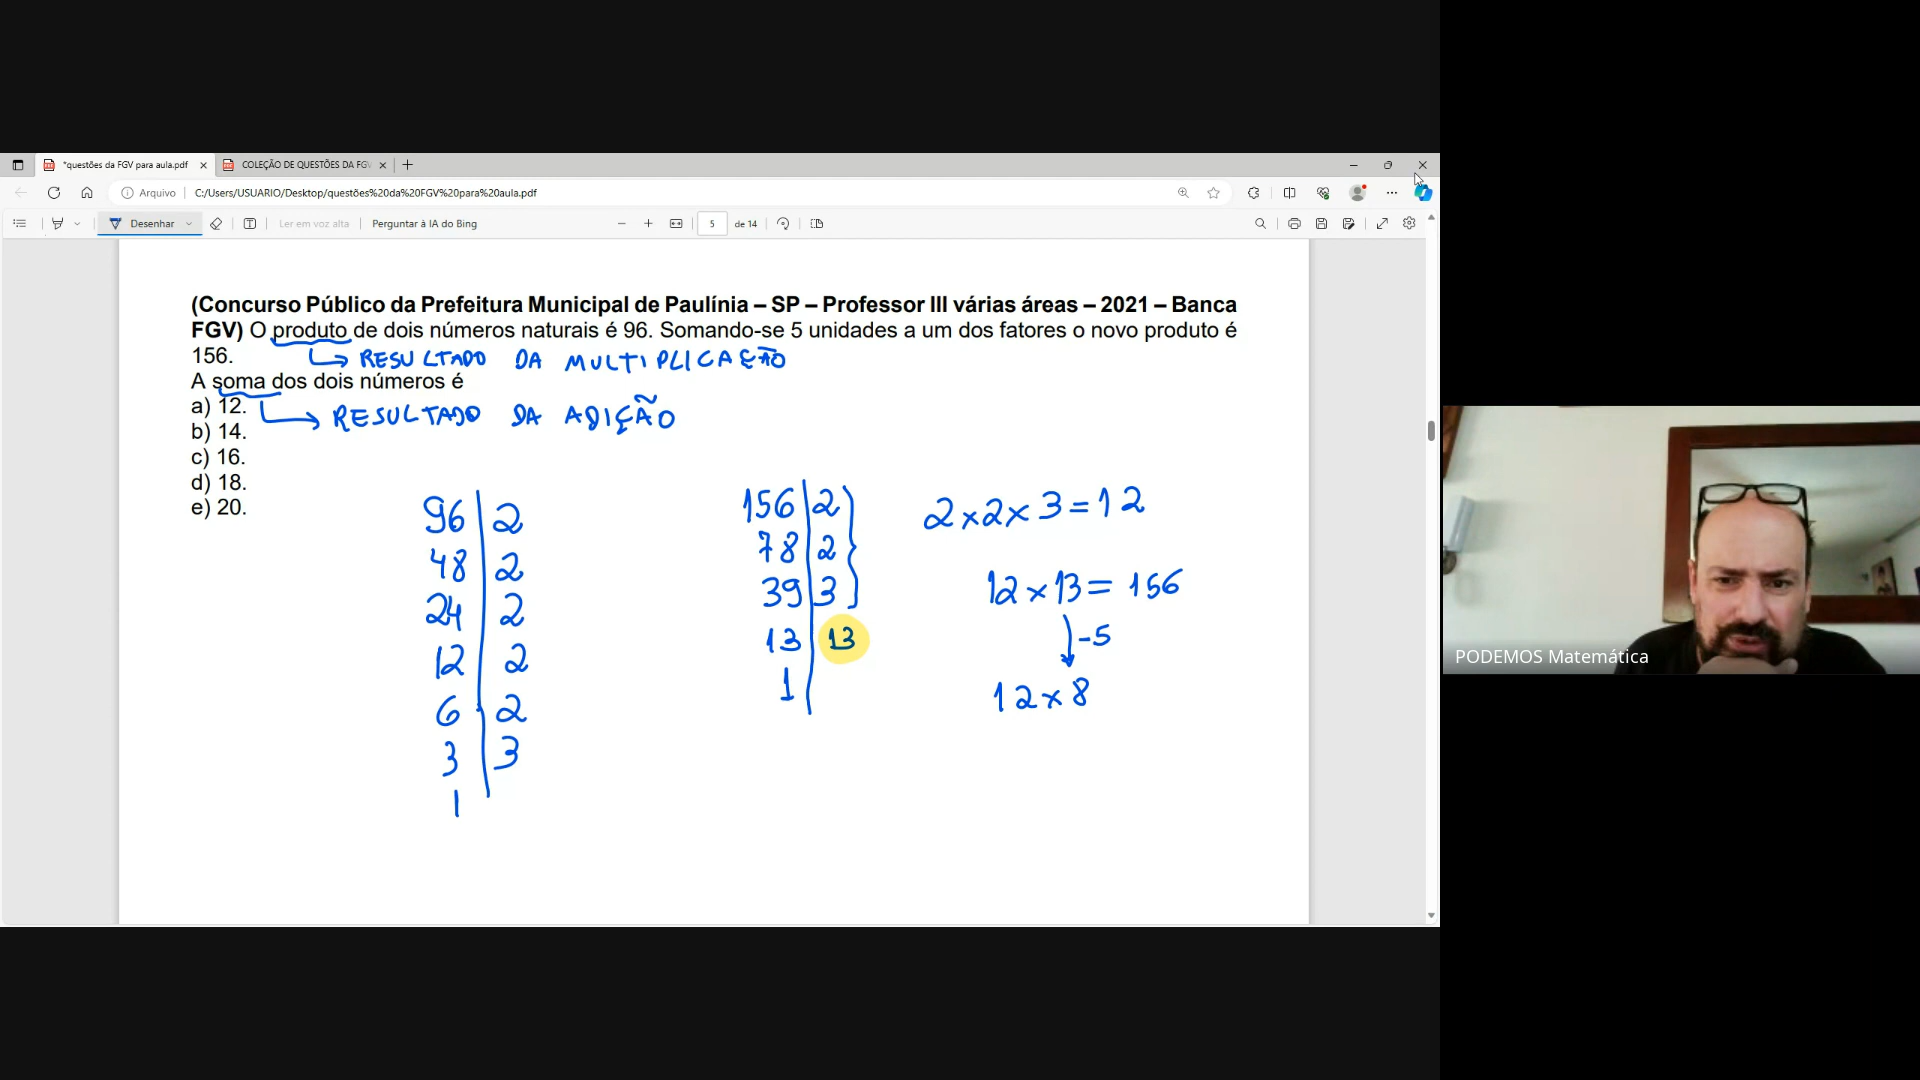 *questões da FGV para aula.pdf
COLEÇÃO DE QUESTÕES DA FGV
Arquivo
C:/Users/USUARIO/Desktop/questões%20da%20FGV%20para%20aula.pdf
Desenhar
Ler em voz alta
Perguntar à IA do Bing
5
de 14
(Concurso Público da Prefeitura Municipal de Paulínia – SP – Professor III várias áreas – 2021 – Banca
FGV) O produto de dois números naturais é 96. Somando-se 5 unidades a um dos fatores o novo produto é
156.
RESULTADO DA MULTIPLICAÇÃO
A soma dos dois números é
a) 12.
RESULTADO DA ADIÇÃO
b) 14.
c) 16.
d) 18.
e) 20.
96 2
48 2
24 2
12 2
6 2
3 3
1
156 2
78 2
39 3
13 13
1
2×2×3=12
12×13=156
-5
12×8
PODEMOS Matemática